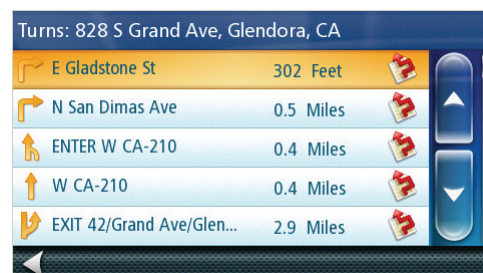 Turns: 828 S Grand Ave, Glendora, CA
E Gladstone St 302 Feet
N San Dimas Ave 0.5 Miles
ENTER W CA-210 0.4 Miles
W CA-210 0.4 Miles
EXIT 42/Grand Ave/Glen... 2.9 Miles